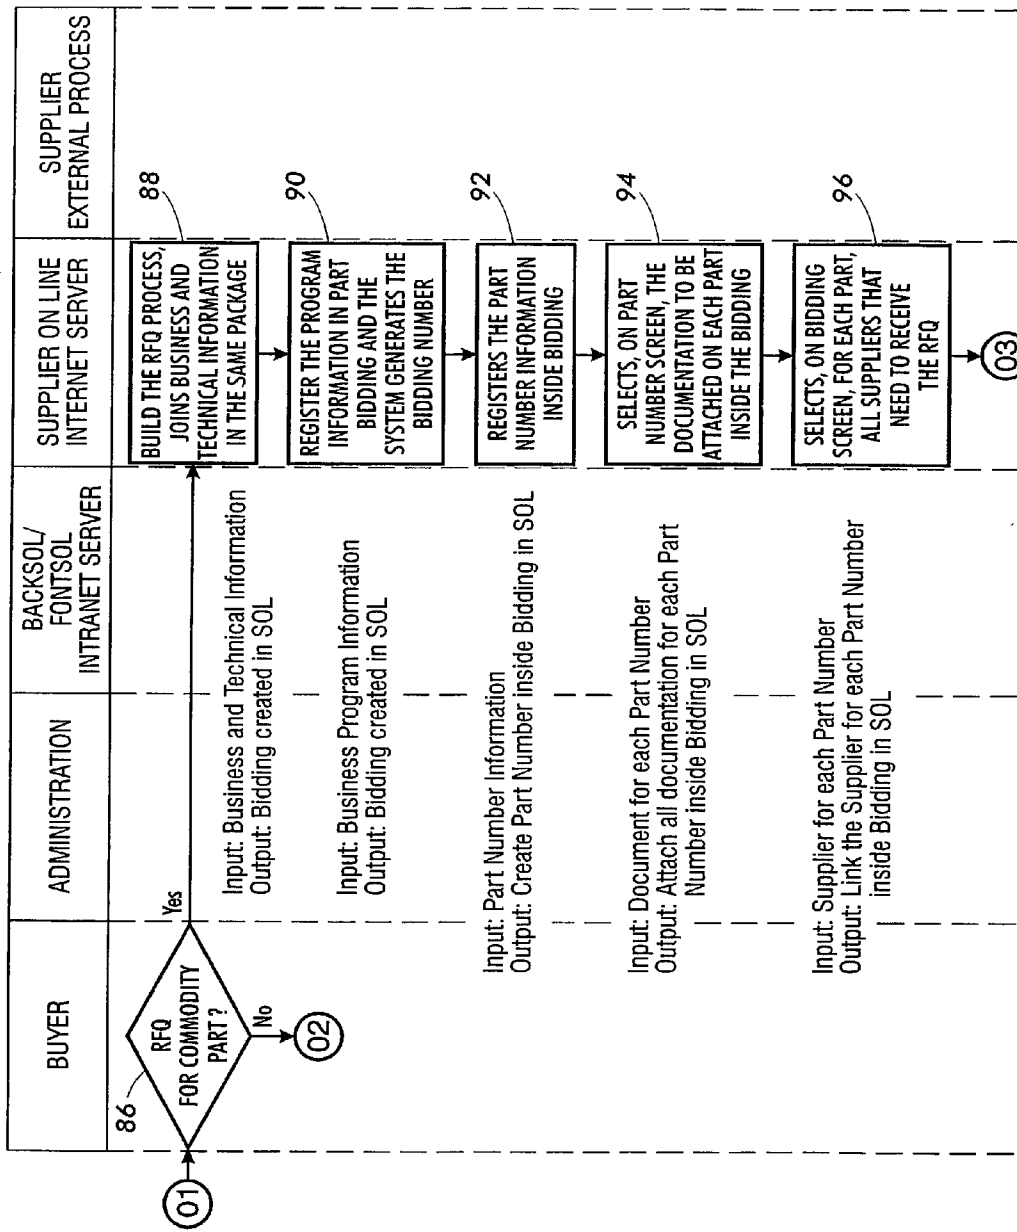 BUYER
ADMINISTRATION
BACKSOL/
FONTSOL
INTRANET SERVER
SUPPLIER ON LINE
INTERNET SERVER
SUPPLIER
EXTERNAL PROCESS
01
86
RFQ
FOR COMMODITY
PART?
Yes
No
02
88
BUILD THE RFQ PROCESS,
JOINS BUSINESS AND
TECHNICAL INFORMATION
IN THE SAME PACKAGE
Input: Business and Technical Information
Output: Bidding created in SOL
90
REGISTER THE PROGRAM
INFORMATION IN PART
BIDDING AND THE
SYSTEM GENERATES THE
BIDDING NUMBER
Input: Business Program Information
Output: Bidding created in SOL
92
REGISTERS THE PART
NUMBER INFORMATION
INSIDE BIDDING
Input: Part Number Information
Output: Create Part Number inside Bidding in SOL
94
SELECTS, ON PART
NUMBER SCREEN, THE
DOCUMENTATION TO BE
ATTACHED ON EACH PART
INSIDE THE BIDDING
Input: Document for each Part Number
Output: Attach all documentation for each Part
Number inside Bidding in SOL
96
SELECTS, ON BIDDING
SCREEN, FOR EACH PART,
ALL SUPPLIERS THAT
NEED TO RECEIVE
THE RFQ
Input: Supplier for each Part Number
Output: Link the Supplier for each Part Number
inside Bidding in SOL
03